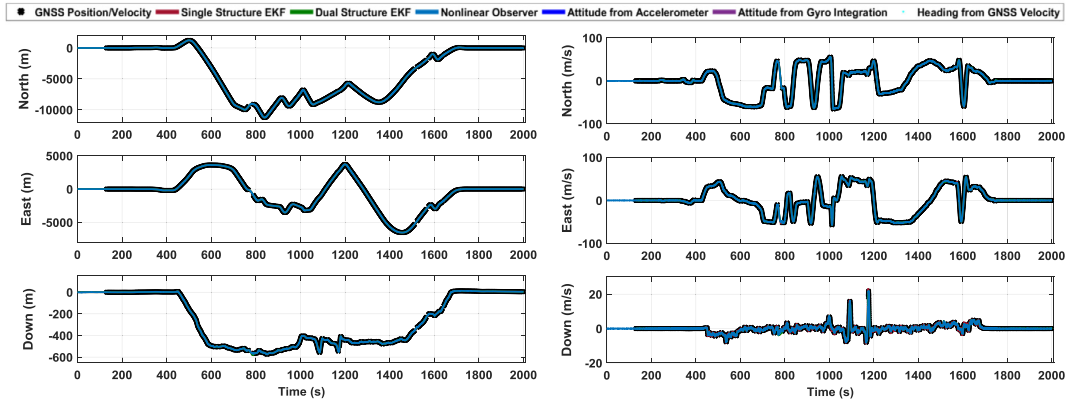 GNSS Position/Velocity Single Structure EKF Dual Structure EKF Nonlinear Observer Attitude from Accelerometer Attitude from Gyro Integration Heading from GNSS Velocity
North (m)
0
-5000
-10000
0 200 400 600 800 1000 1200 1400 1600 1800 2000
East (m)
5000
0
-5000
0 200 400 600 800 1000 1200 1400 1600 1800 2000
Down (m)
0
-200
-400
-600
0 200 400 600 800 1000 1200 1400 1600 1800 2000
Time (s)
North (m/s)
100
0
-100
0 200 400 600 800 1000 1200 1400 1600 1800 2000
East (m/s)
100
0
-100
0 200 400 600 800 1000 1200 1400 1600 1800 2000
Down (m/s)
20
0
-20
0 200 400 600 800 1000 1200 1400 1600 1800 2000
Time (s)